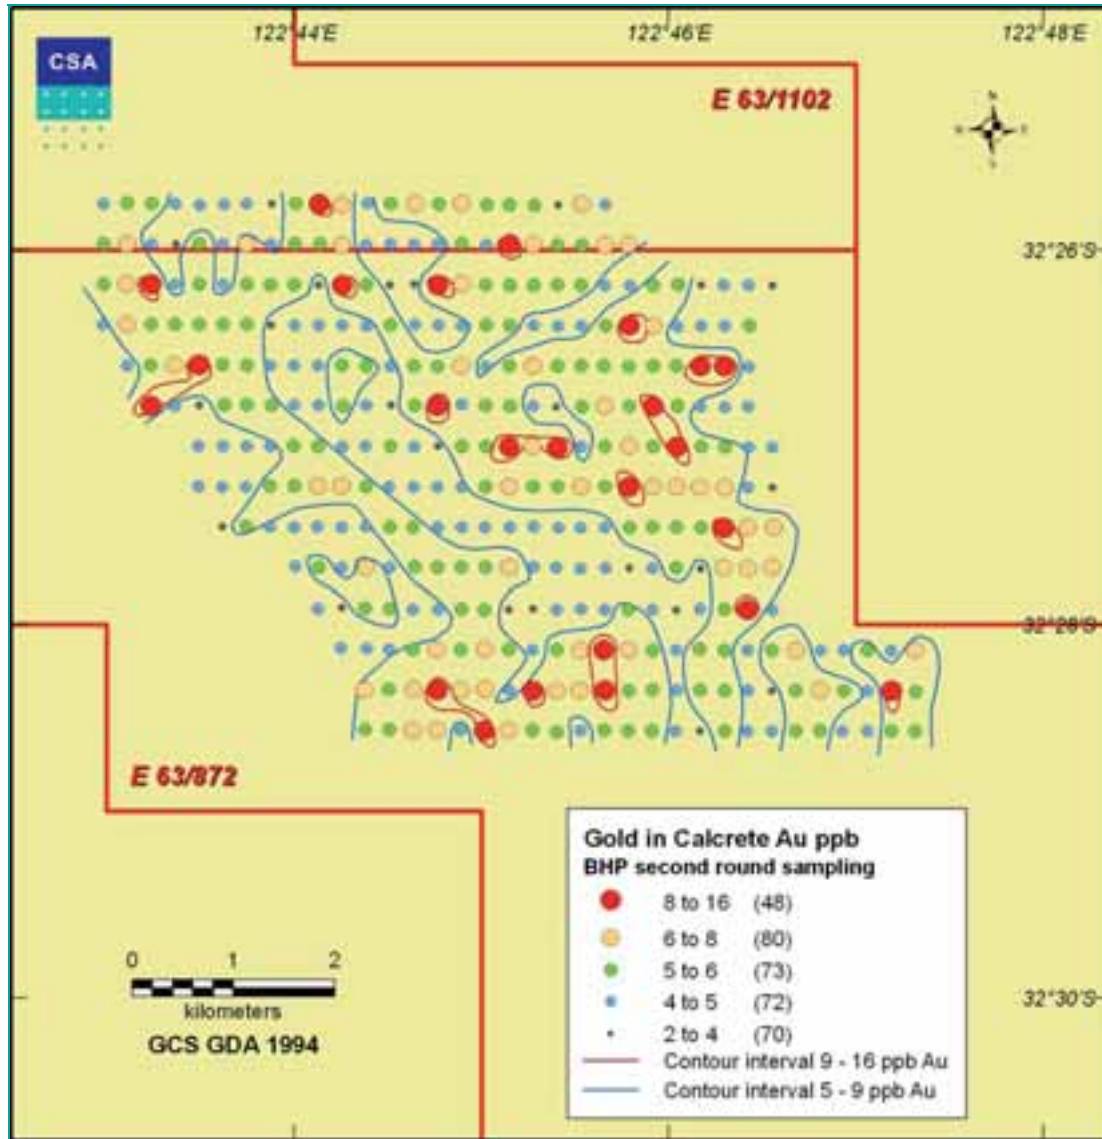 122°44'E 122°46'E 122°48'E
CSA
E 63/1102
N
32°26'S
32°28'S
E 63/872
Gold in Calcrete Au ppb
BHP second round sampling
8 to 16 (48)
6 to 8 (80)
5 to 6 (73)
4 to 5 (72)
2 to 4 (70)
Contour interval 9 - 16 ppb Au
Contour interval 5 - 9 ppb Au
0 1 2
kilometers
GCS GDA 1994
32°30'S